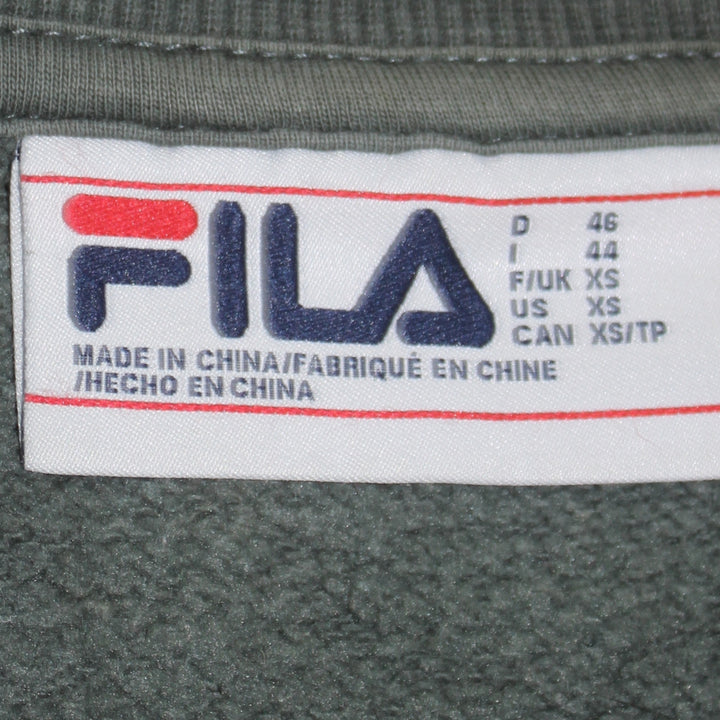 FILA
D 46
I 44
F/UK XS
US XS
CAN XS/TP
MADE IN CHINA/FABRIQUÉ EN CHINE
/HECHO EN CHINA